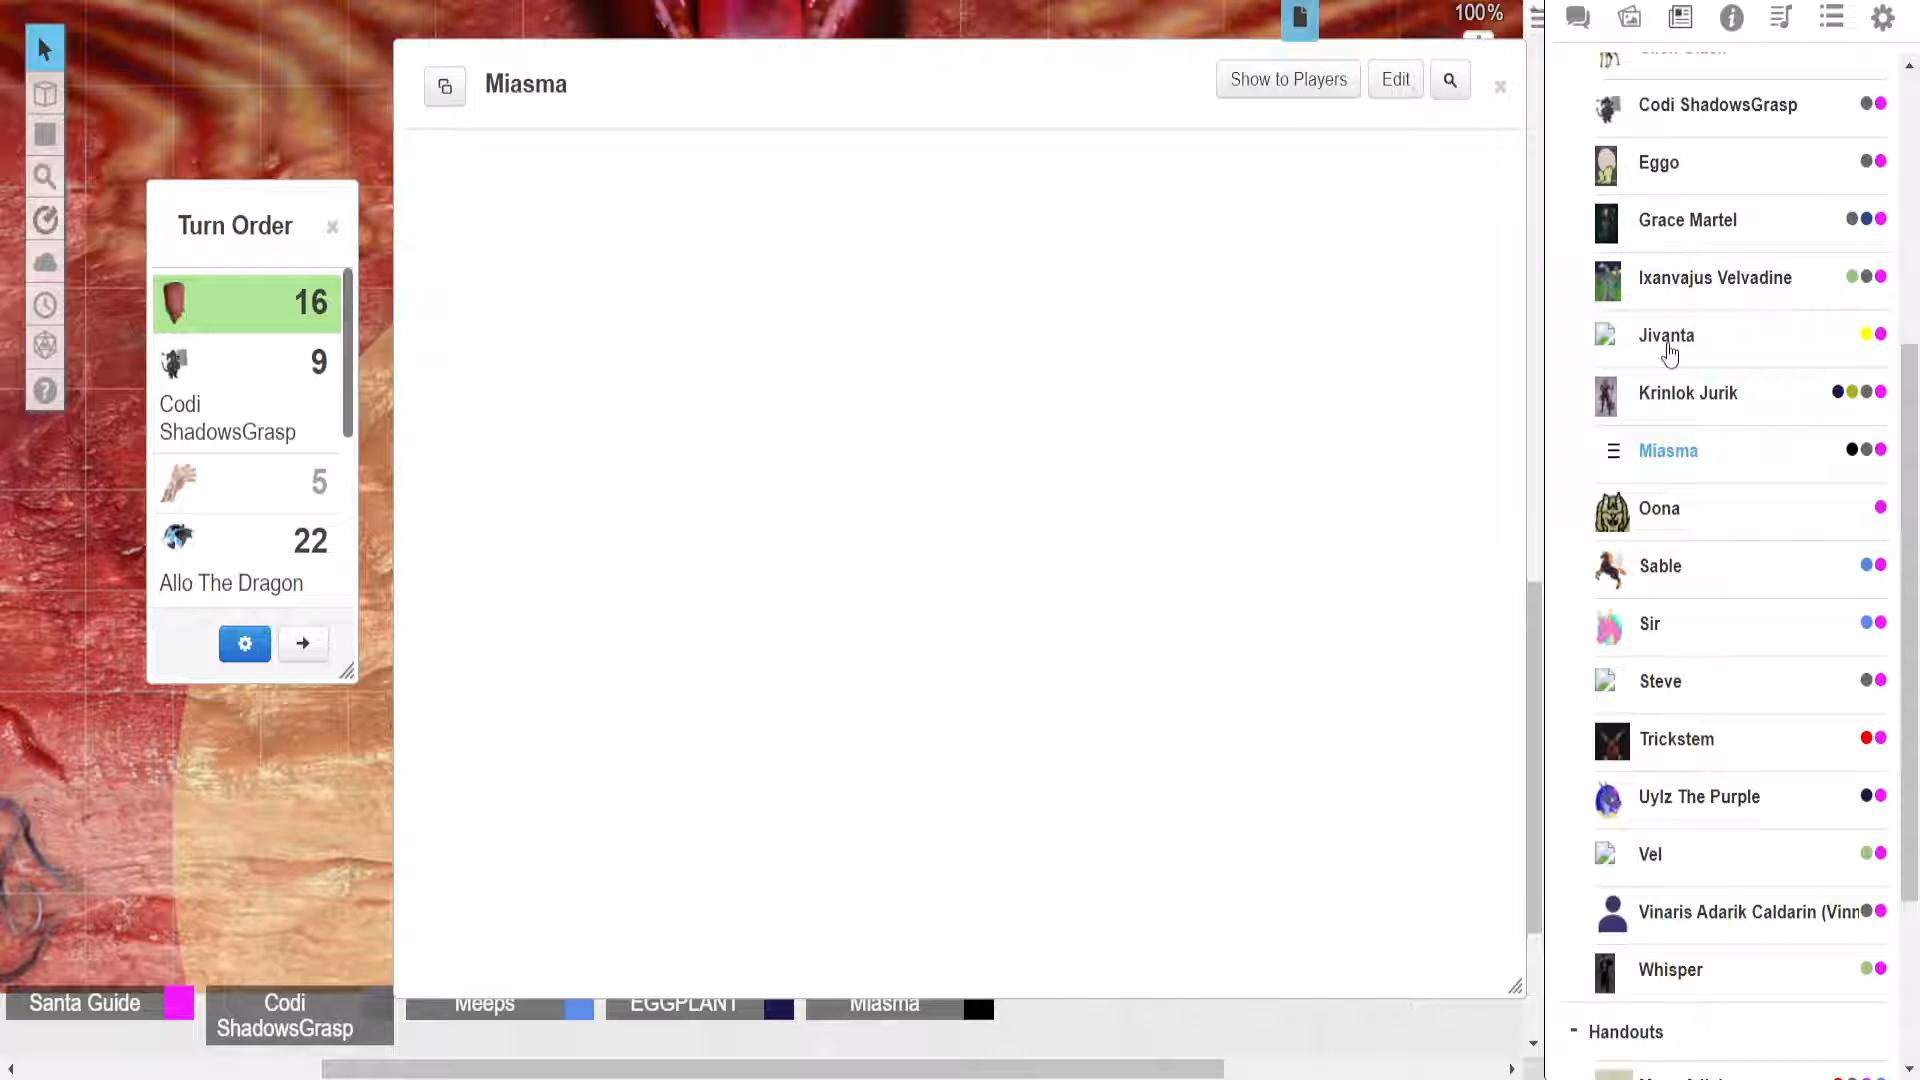 100%
Miasma
Show to Players
Edit
Turn Order
16
9
Codi
ShadowsGrasp
5
22
Allo The Dragon
Codi ShadowsGrasp
Eggo
Grace Martel
Ixanvajus Velvadine
Jivanta
Krinlok Jurik
Miasma
Oona
Sable
Sir
Steve
Trickstem
Uylz The Purple
Vel
Vinaris Adarik Caldarin (Vinn
Whisper
Handouts
Santa Guide
Codi
ShadowsGrasp
Meeps
EGGPLANT
Miasma